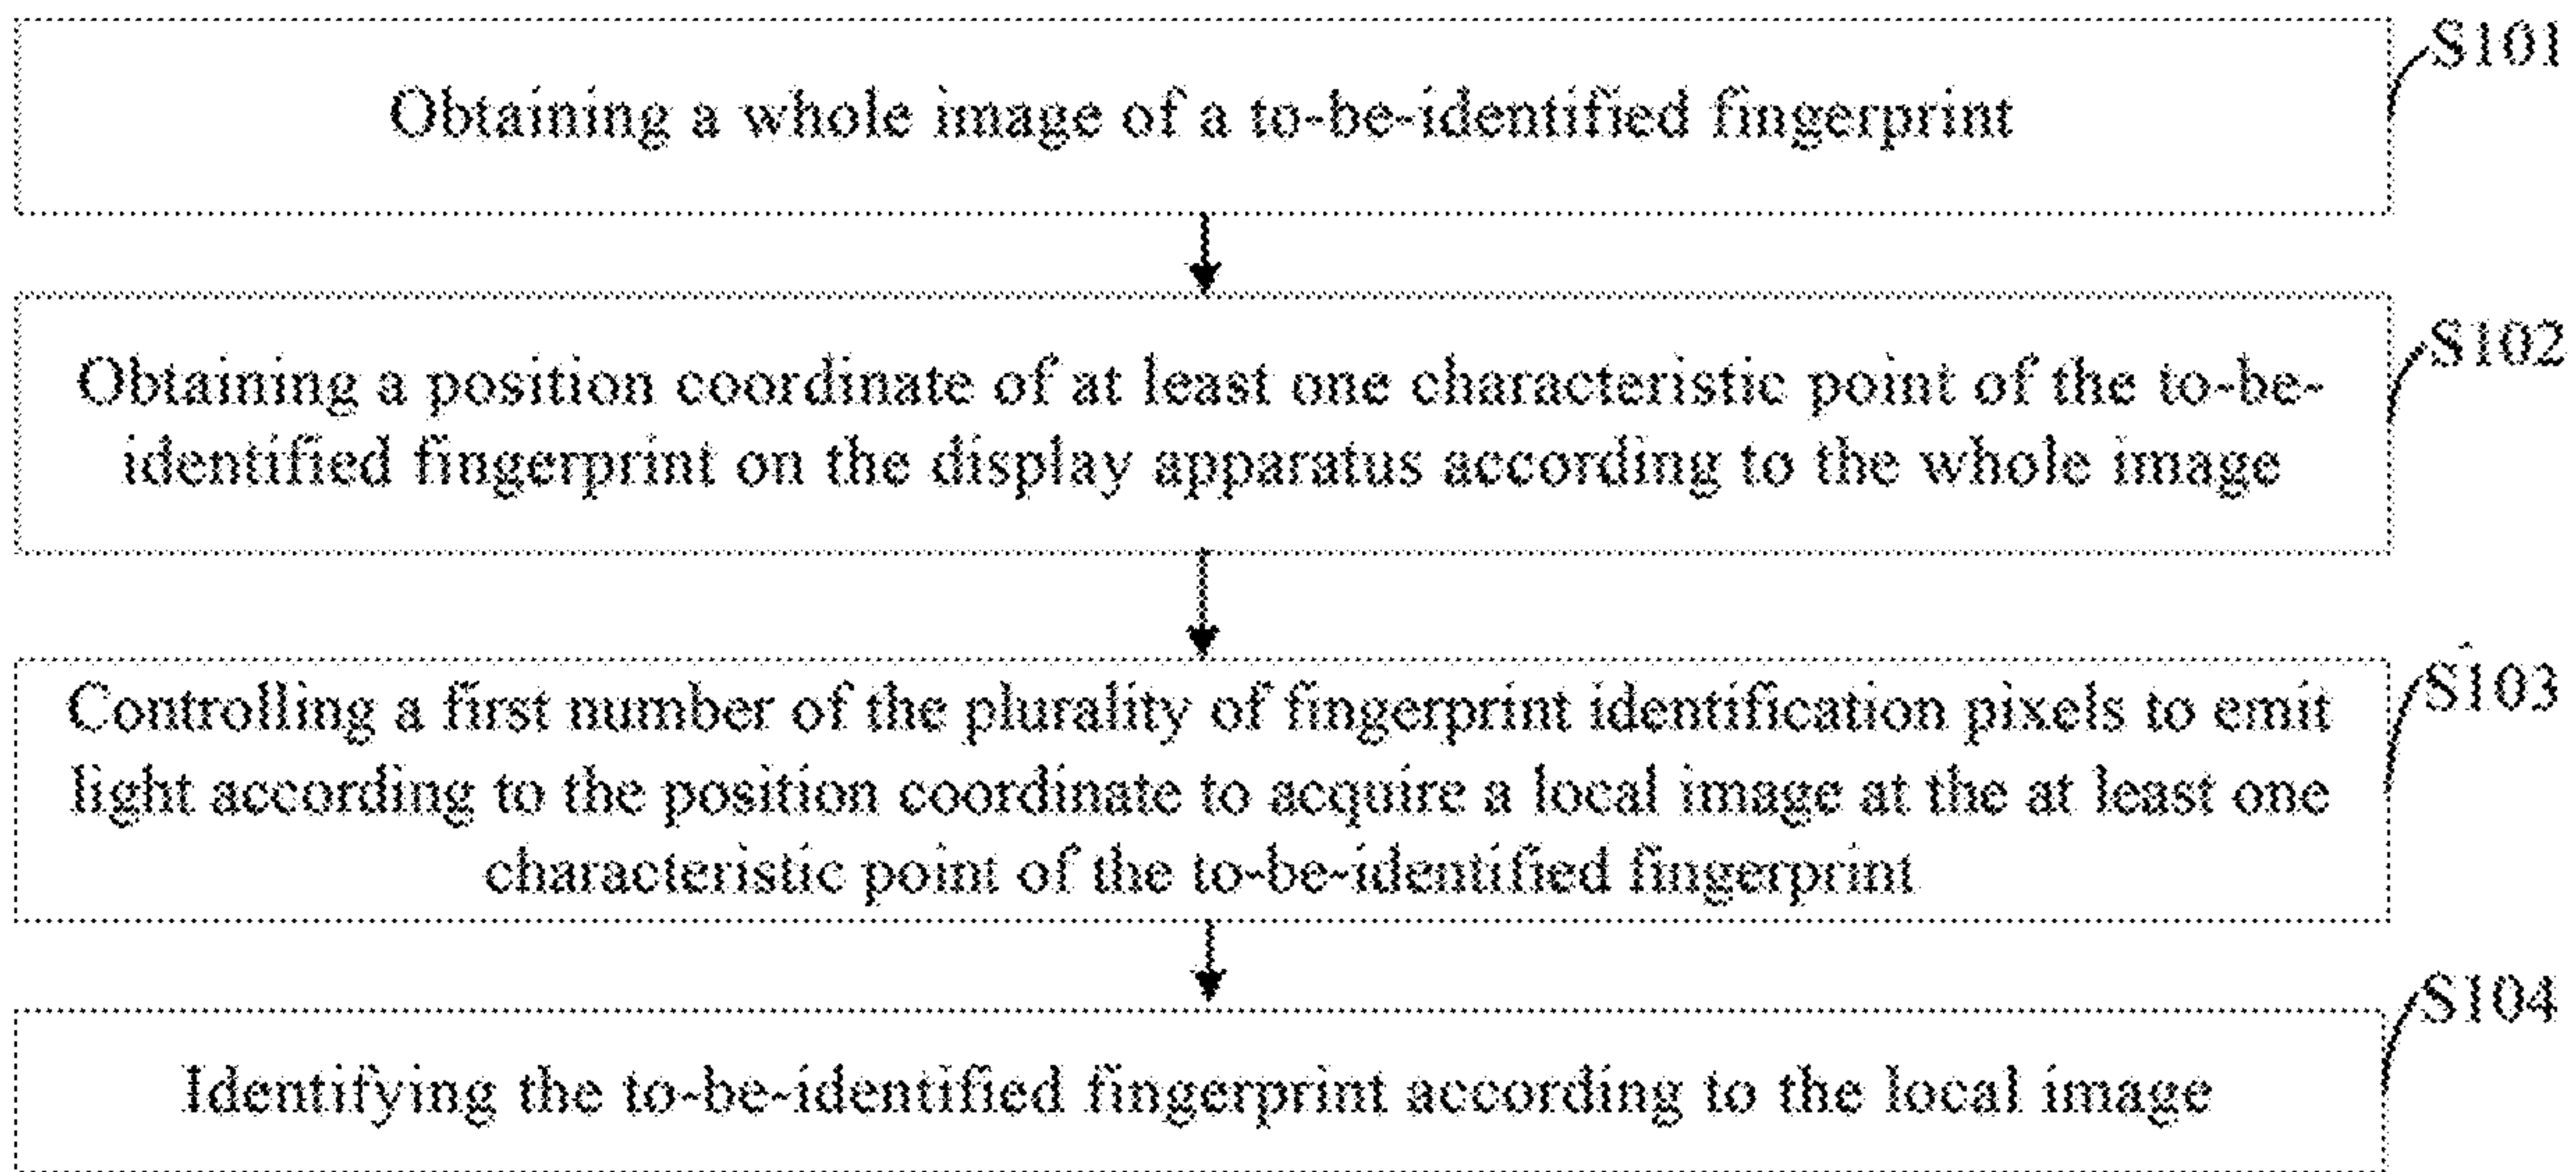 S101
Obtaining a whole image of a to-be-identified fingerprint
S102
Obtaining a position coordinate of at least one characteristic point of the to-be-
identified fingerprint on the display apparatus according to the whole image
S103
Controlling a first number of the plurality of fingerprint identification pixels to emit
light according to the position coordinate to acquire a local image at the at least one
characteristic point of the to-be-identified fingerprint
S104
Identifying the to-be-identified fingerprint according to the local image